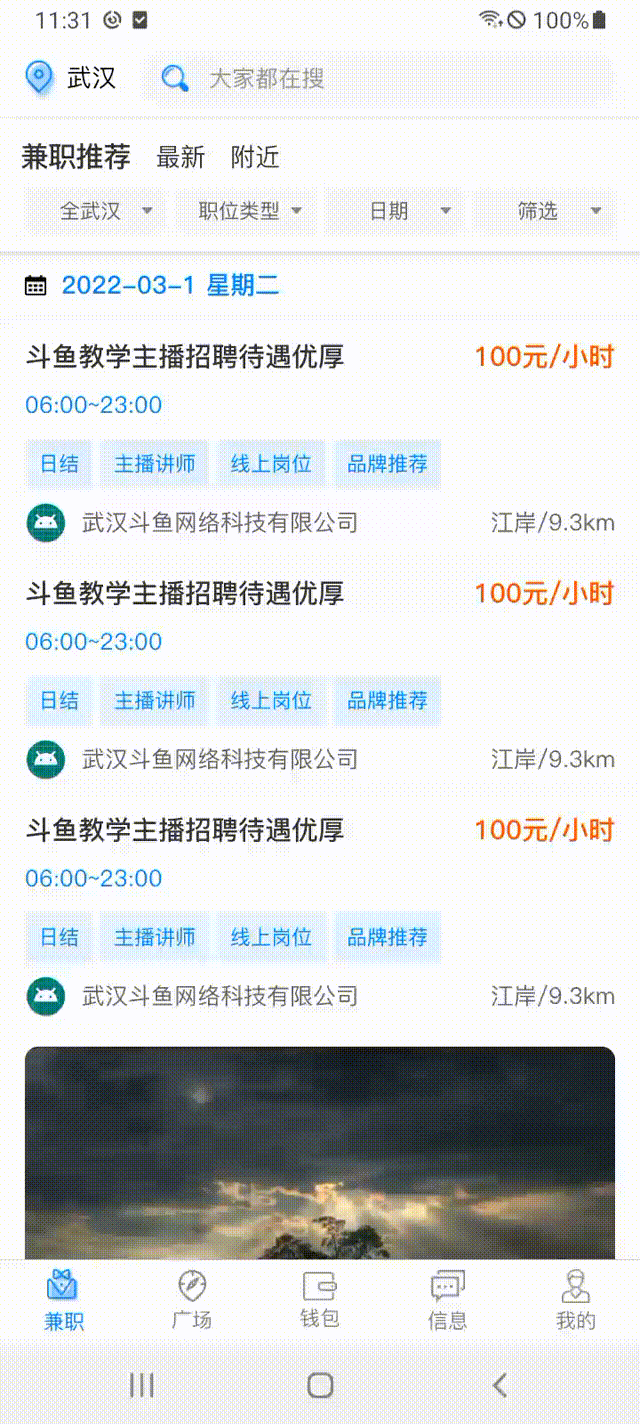 11:31 100%
武汉 大家都在搜
兼职推荐 最新 附近
全武汉 职位类型 日期 筛选
2022-03-1 星期二
斗鱼教学主播招聘待遇优厚 100元/小时
06:00~23:00
日结 主播讲师 线上岗位 品牌推荐
武汉斗鱼网络科技有限公司 江岸/9.3km
斗鱼教学主播招聘待遇优厚 100元/小时
06:00~23:00
日结 主播讲师 线上岗位 品牌推荐
武汉斗鱼网络科技有限公司 江岸/9.3km
斗鱼教学主播招聘待遇优厚 100元/小时
06:00~23:00
日结 主播讲师 线上岗位 品牌推荐
武汉斗鱼网络科技有限公司 江岸/9.3km
兼职 广场 钱包 信息 我的